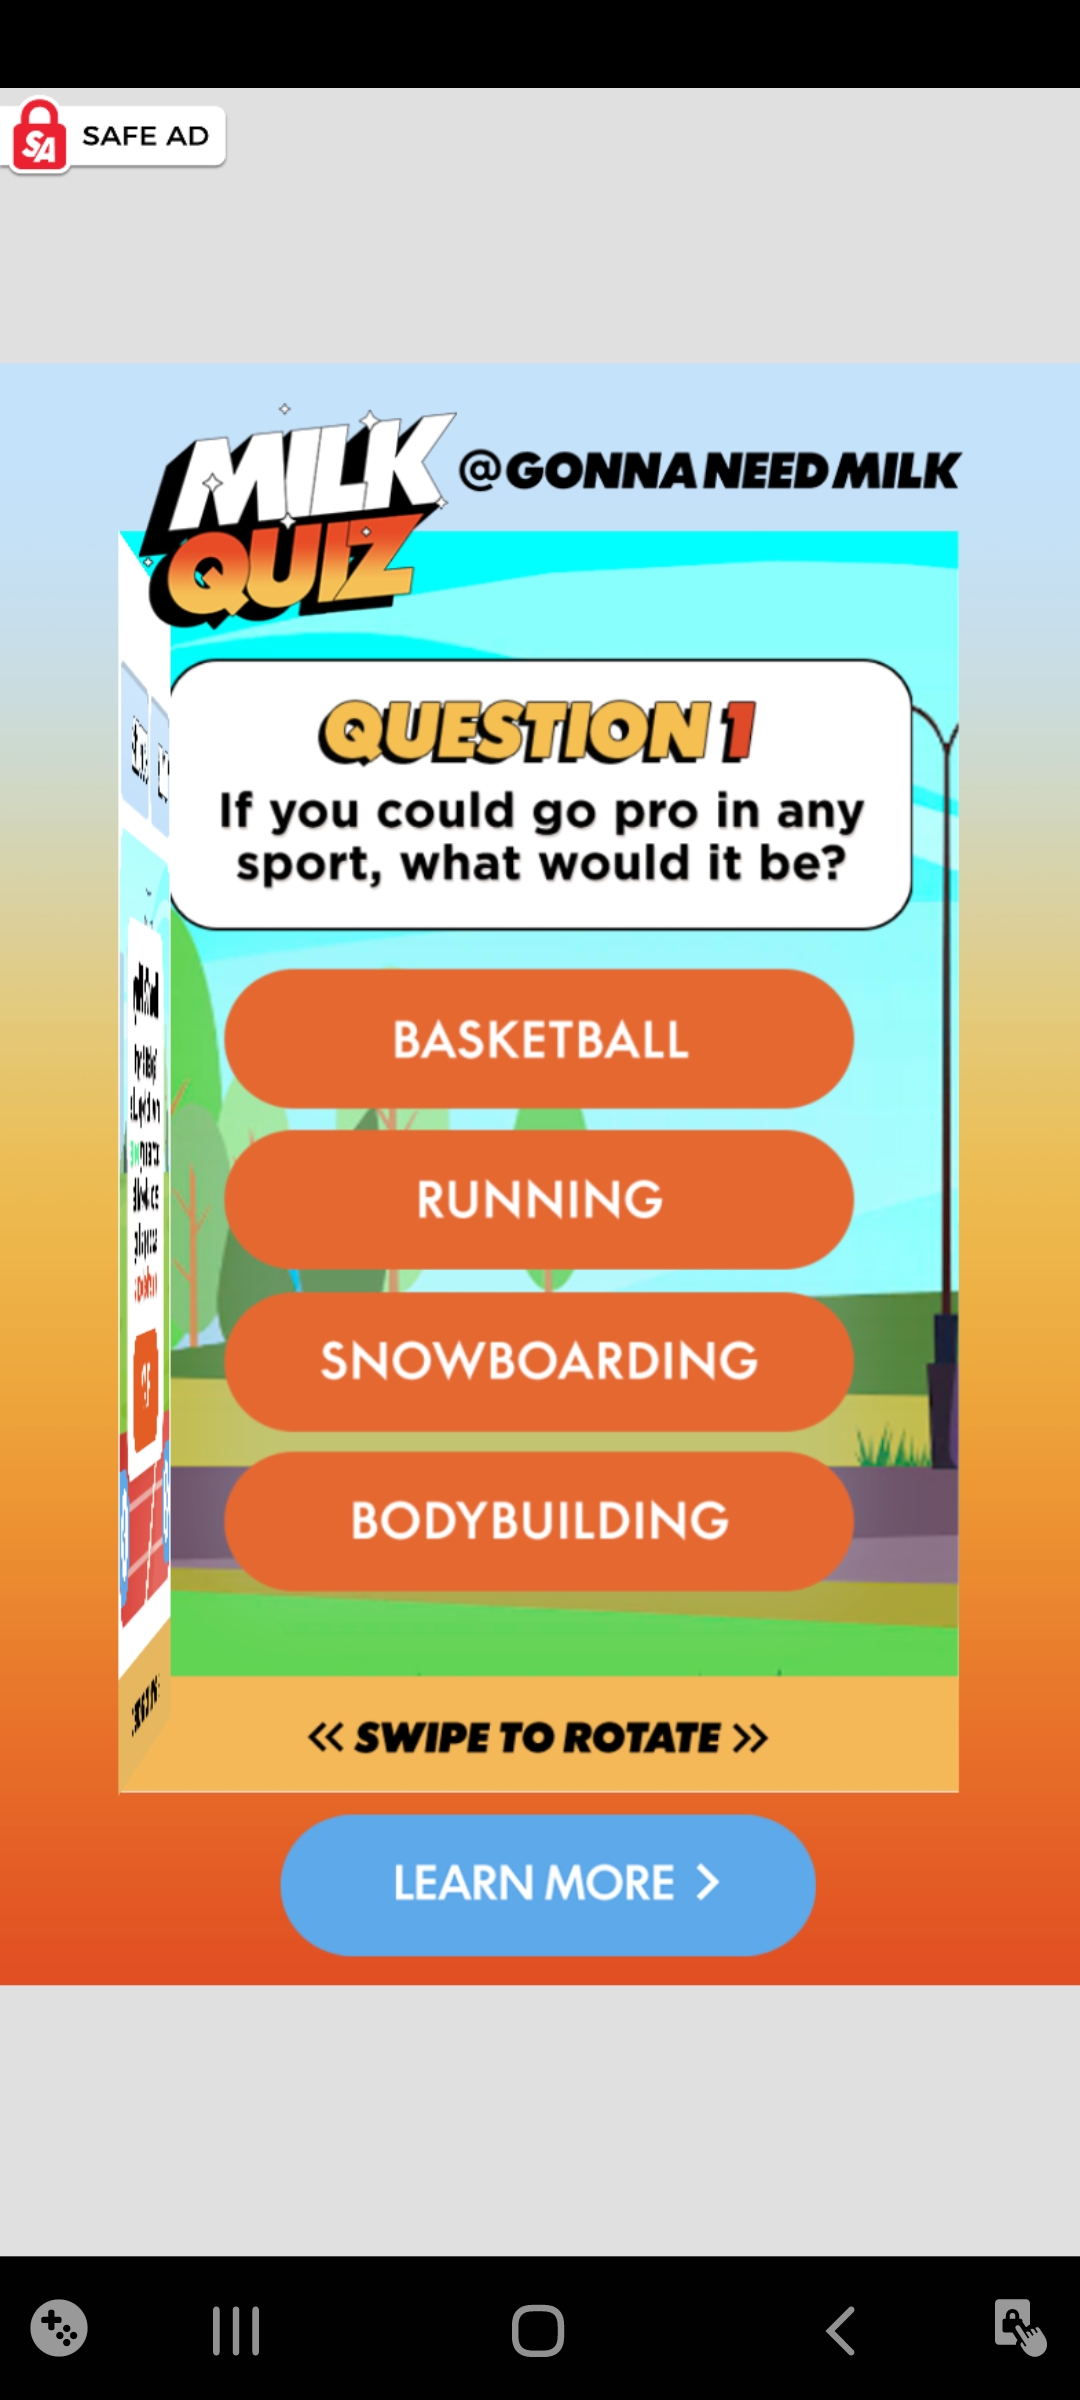 SA SAFE AD
MILK
QUIZ
@GONNANEEDMILK
QUESTION 1
If you could go pro in any
sport, what would it be?
BASKETBALL
RUNNING
SNOWBOARDING
BODYBUILDING
<< SWIPE TO ROTATE >>
LEARN MORE >